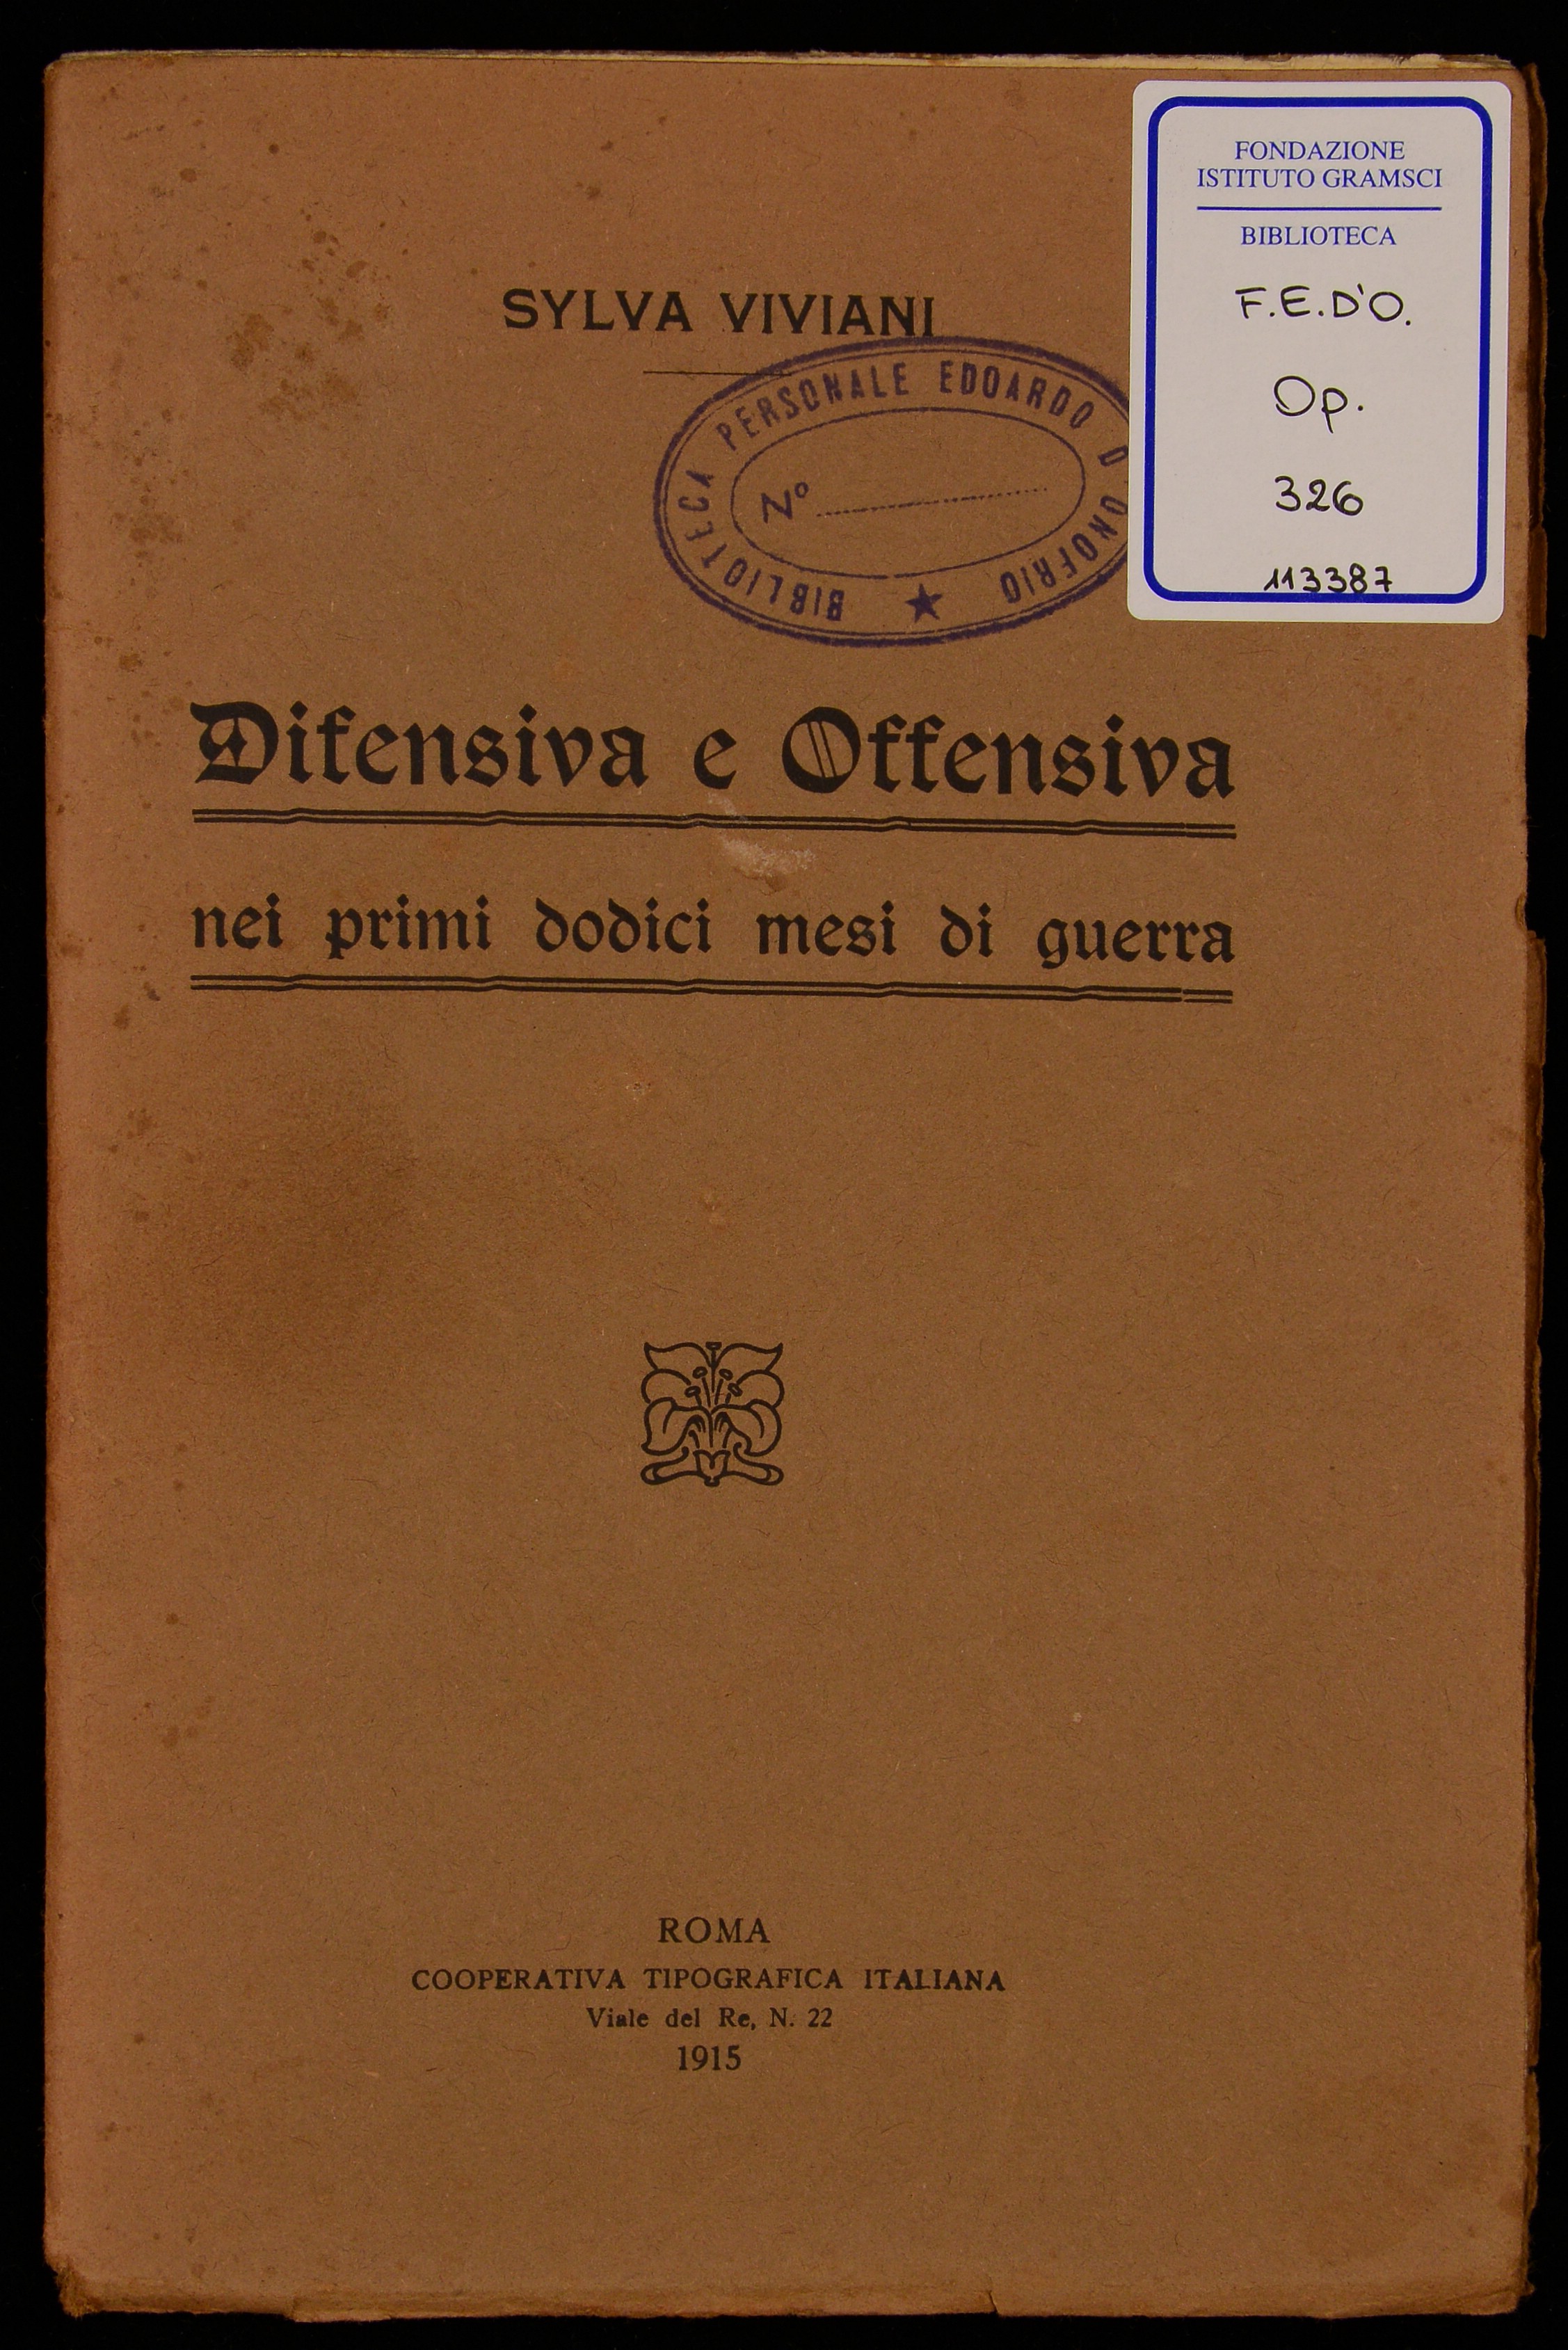 FONDAZIONE
ISTITUTO GRAMSCI
BIBLIOTECA
F.E.D'O.
Op.
326
113387
SYLVA VIVIANI
BIBLIOTECA PERSONALE EDOARDO D'ONOFRIO
N°
Difensiva e Offensiva
nei primi dodici mesi di guerra
ROMA
COOPERATIVA TIPOGRAFICA ITALIANA
Viale del Re, N. 22
1915